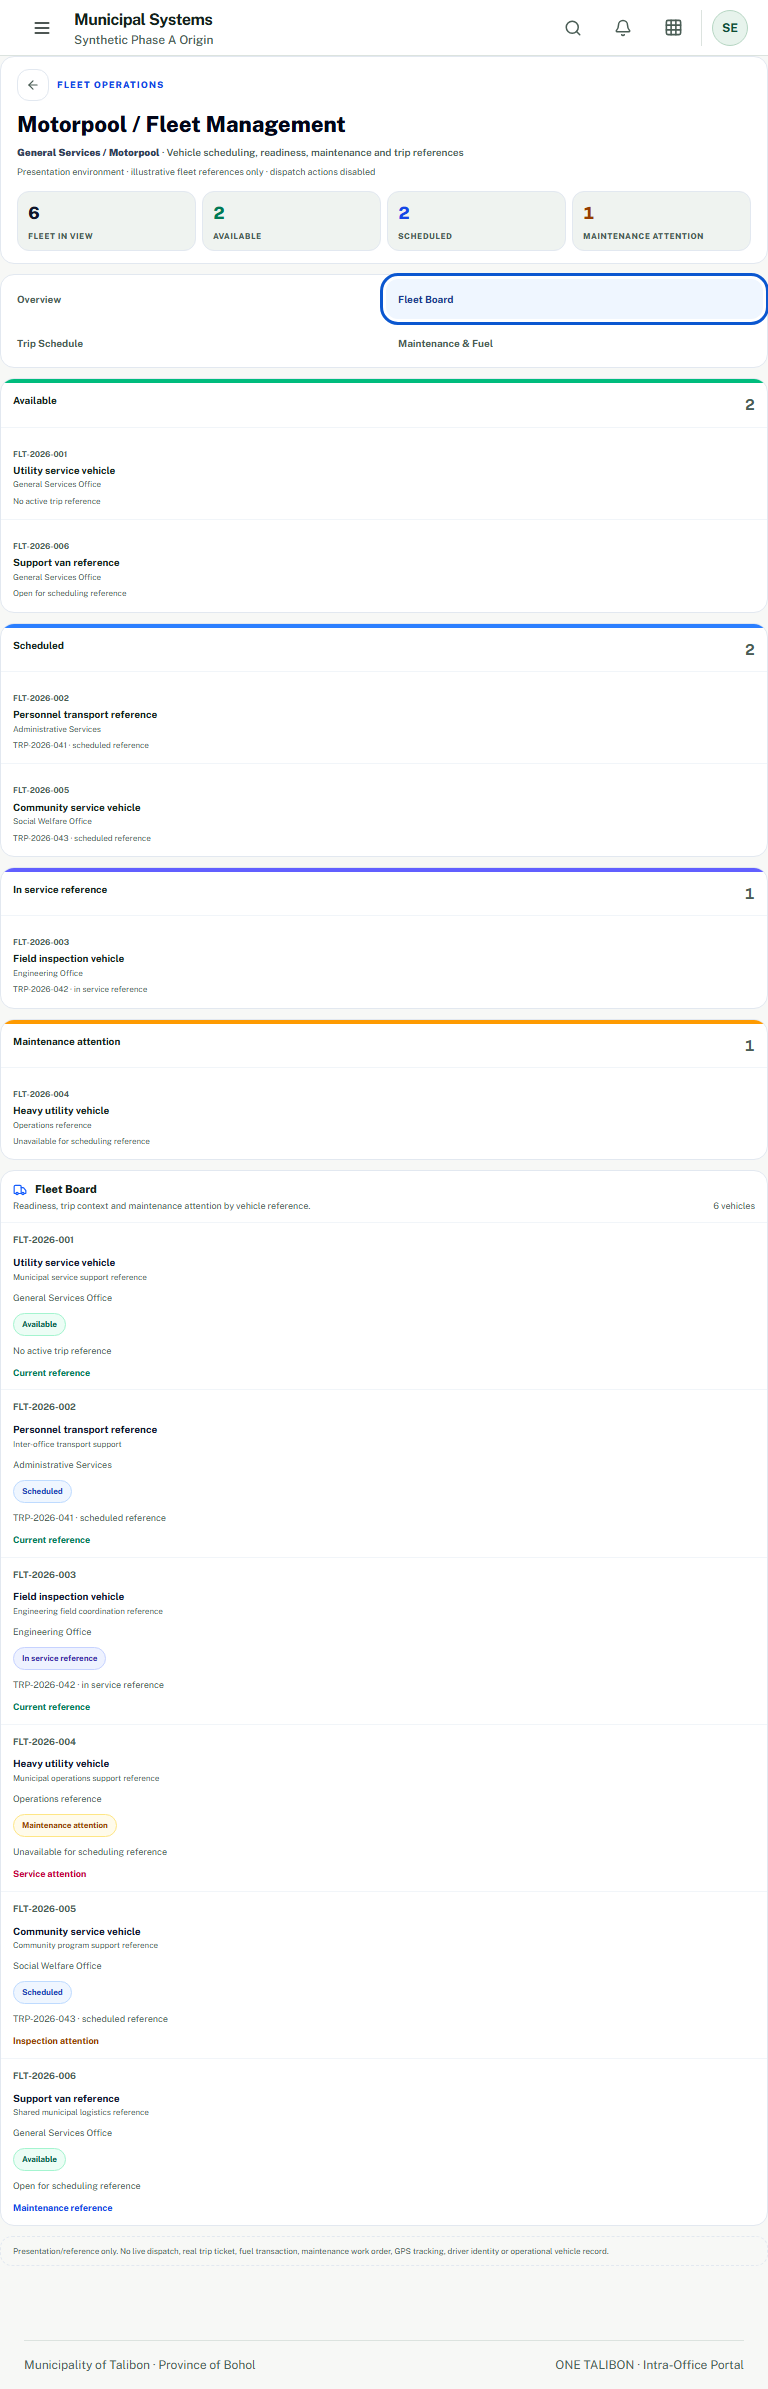 Municipal Systems
Synthetic Phase A Origin
SE
FLEET OPERATIONS
Motorpool / Fleet Management
General Services / Motorpool · Vehicle scheduling, readiness, maintenance and trip references
Presentation environment · illustrative fleet references only · dispatch actions disabled
6
FLEET IN VIEW
2
AVAILABLE
2
SCHEDULED
1
MAINTENANCE ATTENTION
Overview
Fleet Board
Trip Schedule
Maintenance & Fuel
Available
2
FLT-2026-001
Utility service vehicle
General Services Office
No active trip reference
FLT-2026-006
Support van reference
General Services Office
Open for scheduling reference
Scheduled
2
FLT-2026-002
Personnel transport reference
Administrative Services
TRP-2026-041 · scheduled reference
FLT-2026-005
Community service vehicle
Social Welfare Office
TRP-2026-043 · scheduled reference
In service reference
1
FLT-2026-003
Field inspection vehicle
Engineering Office
TRP-2026-042 · in service reference
Maintenance attention
1
FLT-2026-004
Heavy utility vehicle
Operations reference
Unavailable for scheduling reference
Fleet Board
Readiness, trip context and maintenance attention by vehicle reference.
6 vehicles
FLT-2026-001
Utility service vehicle
Municipal service support reference
General Services Office
Available
No active trip reference
Current reference
FLT-2026-002
Personnel transport reference
Inter-office transport support
Administrative Services
Scheduled
TRP-2026-041 · scheduled reference
Current reference
FLT-2026-003
Field inspection vehicle
Engineering field coordination reference
Engineering Office
In service reference
TRP-2026-042 · in service reference
Current reference
FLT-2026-004
Heavy utility vehicle
Municipal operations support reference
Operations reference
Maintenance attention
Unavailable for scheduling reference
Service attention
FLT-2026-005
Community service vehicle
Community program support reference
Social Welfare Office
Scheduled
TRP-2026-043 · scheduled reference
Inspection attention
FLT-2026-006
Support van reference
Shared municipal logistics reference
General Services Office
Available
Open for scheduling reference
Maintenance reference
Presentation/reference only. No live dispatch, real trip ticket, fuel transaction, maintenance work order, GPS tracking, driver identity or operational vehicle record.
Municipality of Talibon · Province of Bohol
ONE TALIBON · Intra-Office Portal